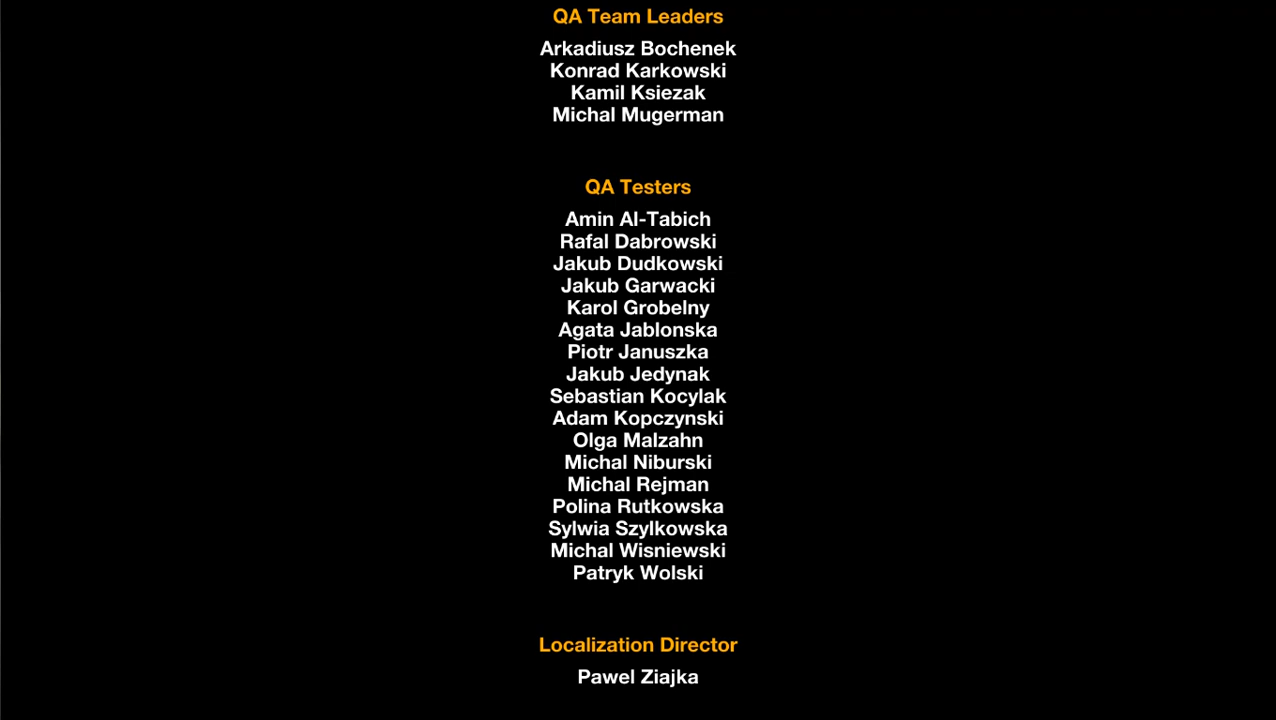 QA Team Leaders
Arkadiusz Bochenek
Konrad Karkowski
Kamil Ksiezak
Michal Mugerman
QA Testers
Amin Al-Tabich
Rafal Dabrowski
Jakub Dudkowski
Jakub Garwacki
Karol Grobelny
Agata Jablonska
Piotr Januszka
Jakub Jedynak
Sebastian Kocylak
Adam Kopczynski
Olga Malzahn
Michal Niburski
Michal Rejman
Polina Rutkowska
Sylwia Szylkowska
Michal Wisniewski
Patryk Wolski
Localization Director
Pawel Ziajka